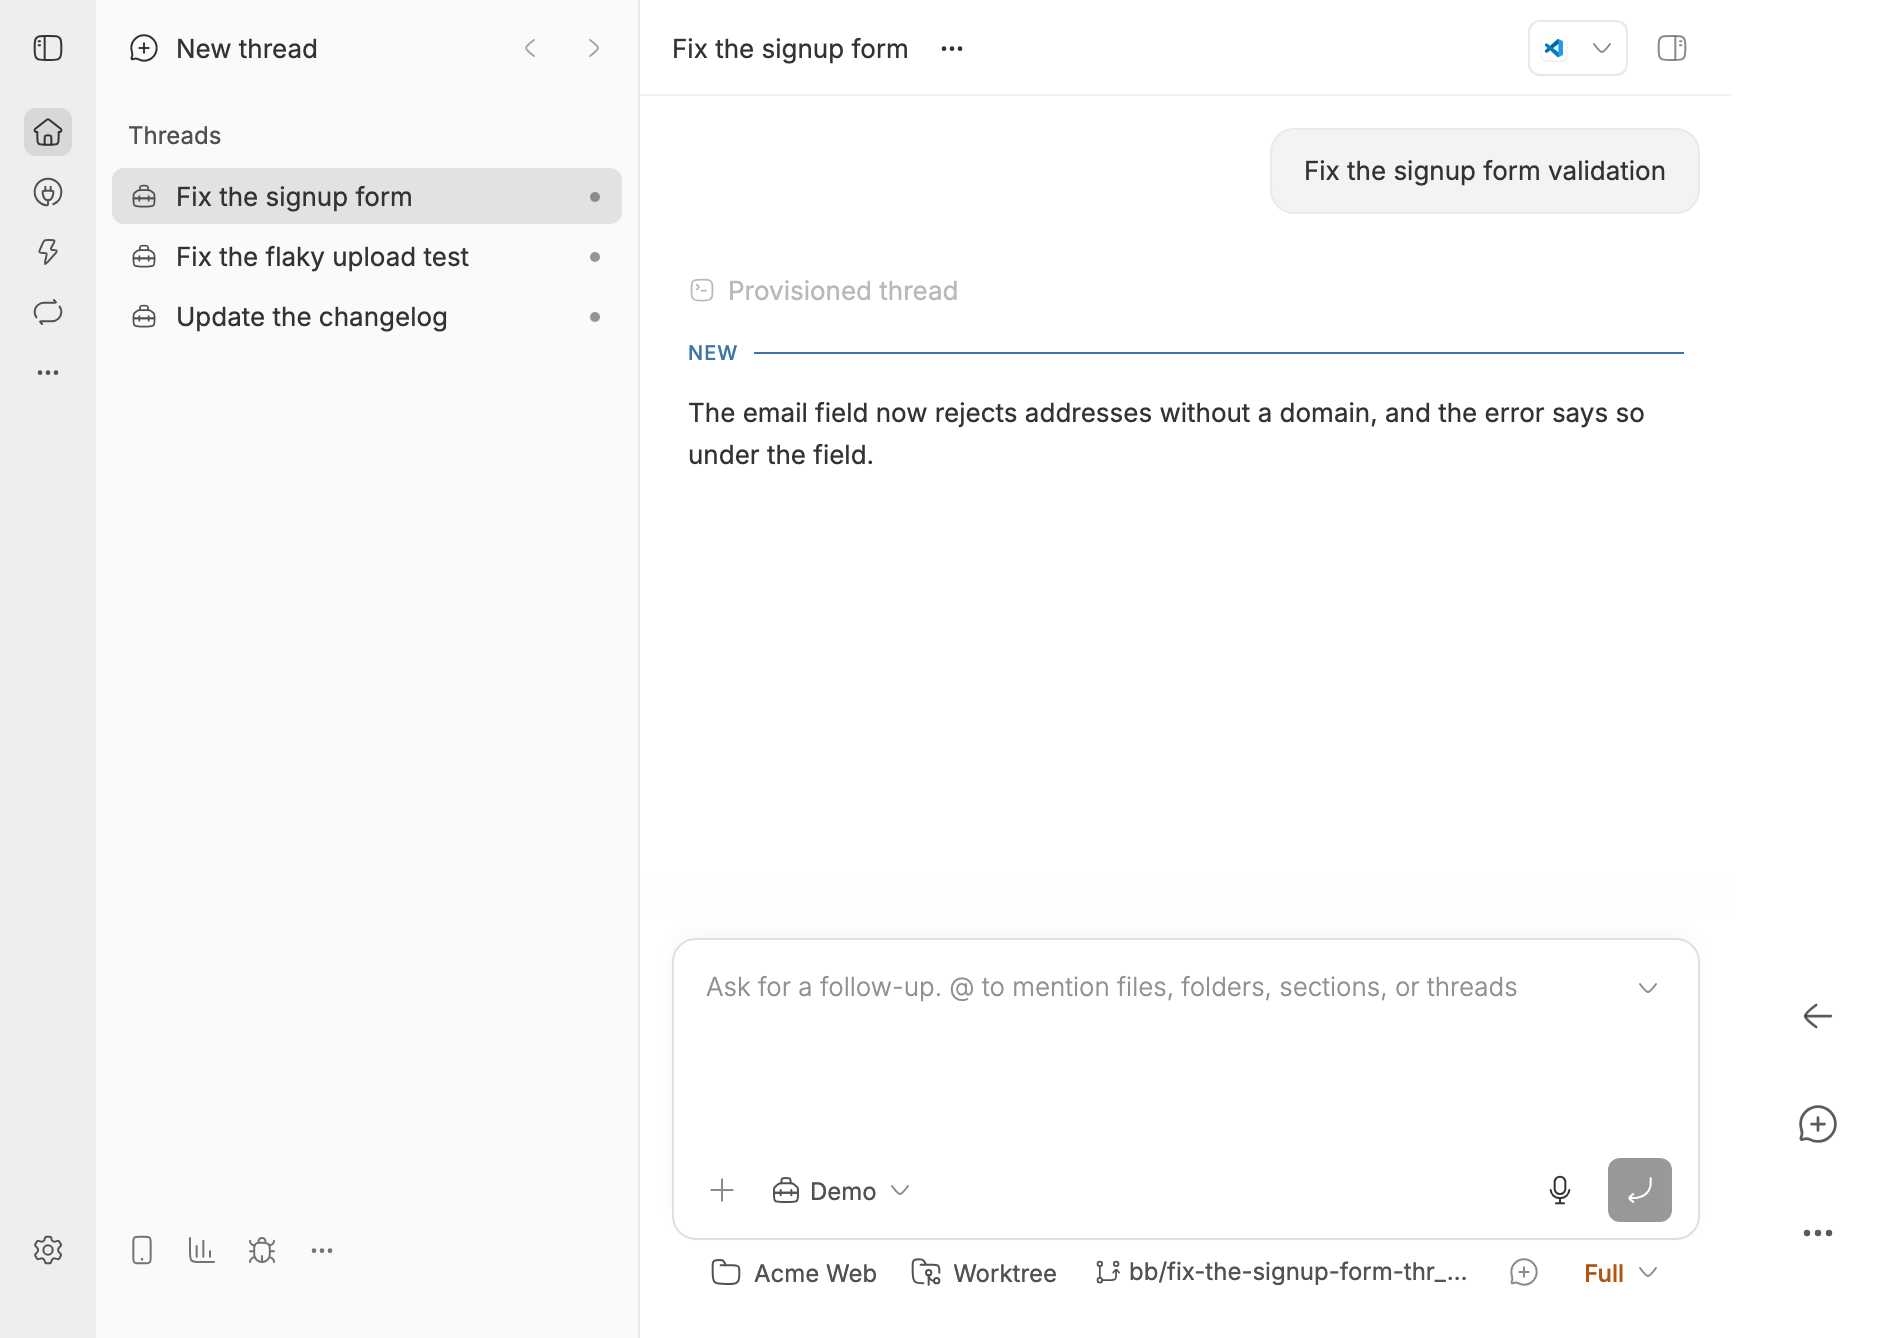 New thread
Threads
Fix the signup form
Fix the flaky upload test
Update the changelog
Fix the signup form
Fix the signup form validation
Provisioned thread
NEW
The email field now rejects addresses without a domain, and the error says so
under the field.
Ask for a follow-up. @ to mention files, folders, sections, or threads
Demo
Acme Web
Worktree
bb/fix-the-signup-form-thr_...
Full